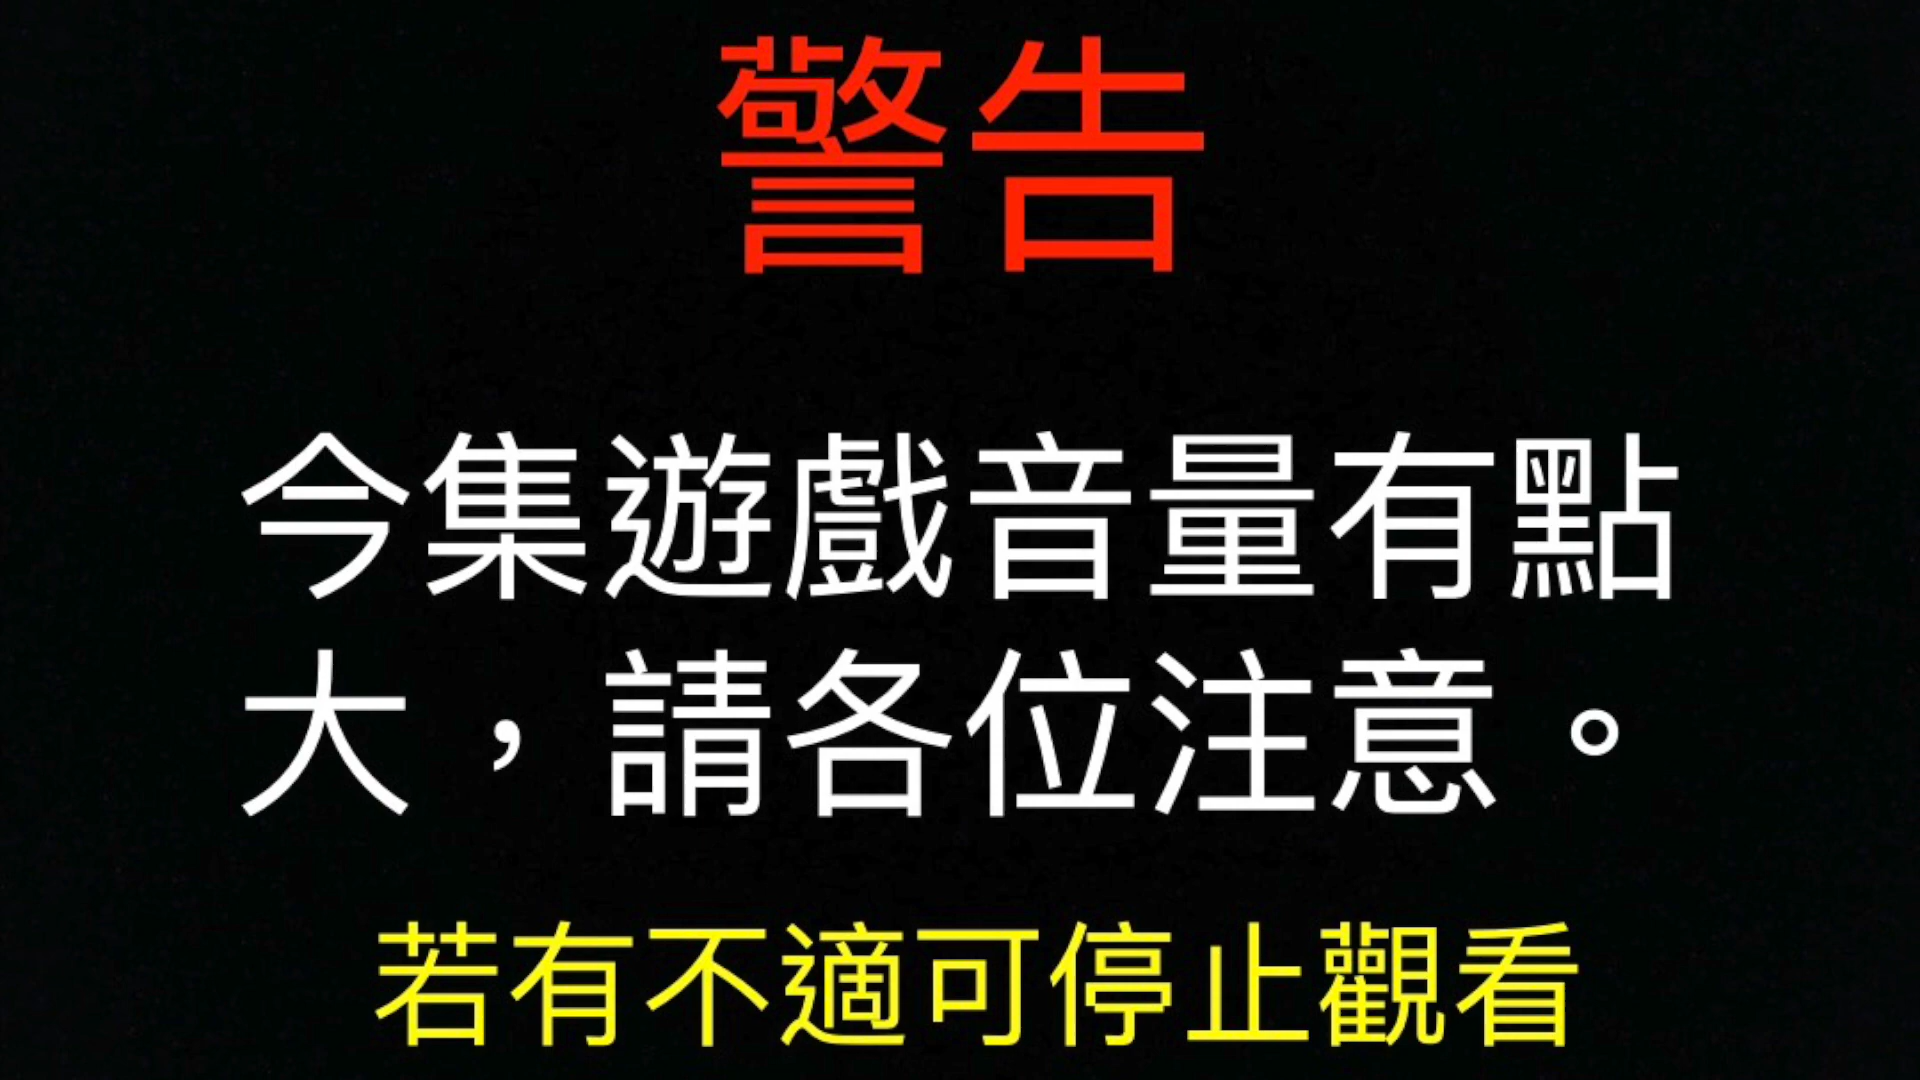 警告
今集遊戲音量有點
大，請各位注意。
若有不適可停止觀看